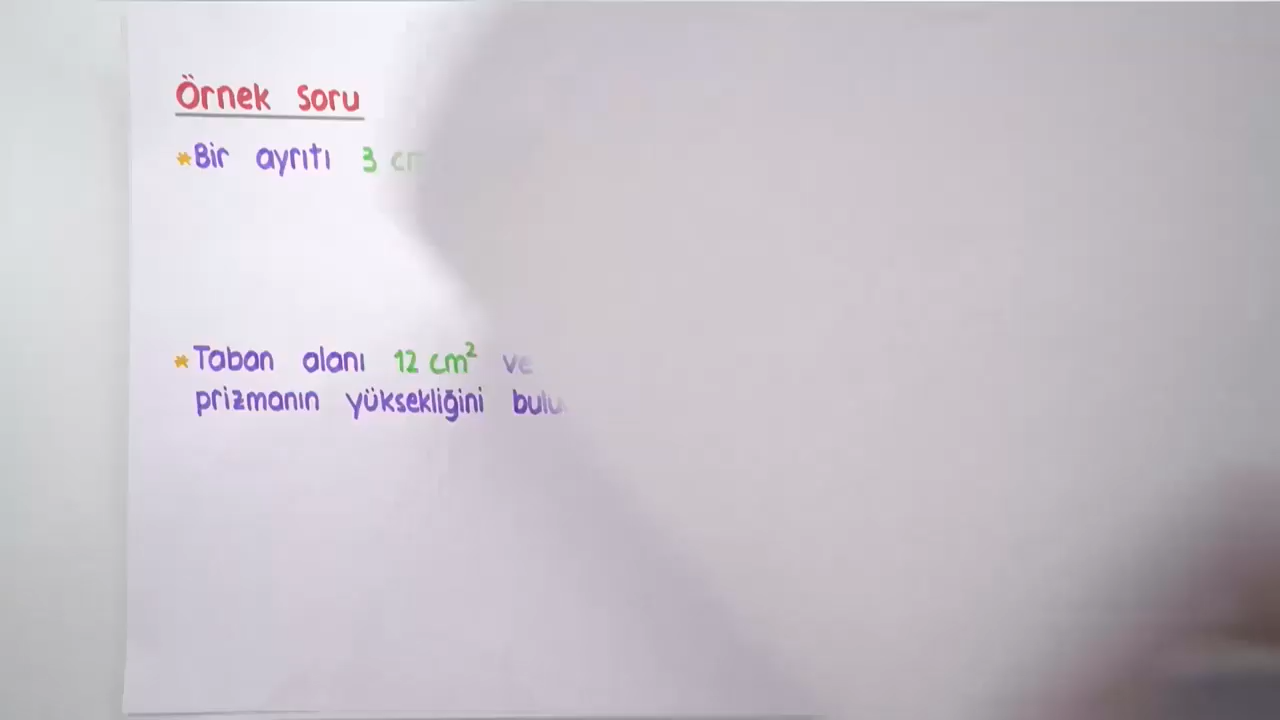 Örnek soru
*Bir ayrıtı 3
*Taban alanı 12 cm² ve
prizmanın yüksekliğini